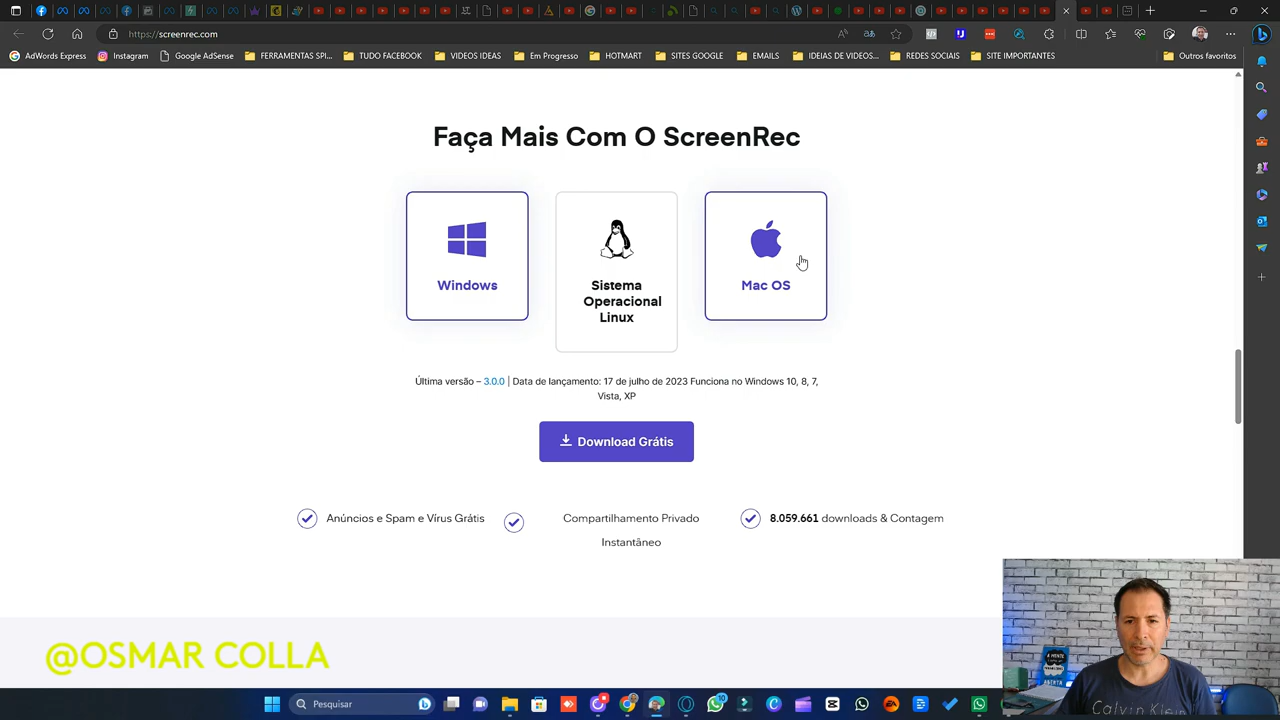 https://screenrec.com
AdWords Express
Instagram
Google AdSense
FERRAMENTAS SPI...
TUDO FACEBOOK
VIDEOS IDEAS
Em Progresso
HOTMART
SITES GOOGLE
EMAILS
IDEIAS DE VIDEOS...
REDES SOCIAIS
SITE IMPORTANTES
Outros favoritos
Faça Mais Com O ScreenRec
Windows
Sistema
Operacional
Linux
Mac OS
Última versão – 3.0.0 | Data de lançamento: 17 de julho de 2023 Funciona no Windows 10, 8, 7,
Vista, XP
Download Grátis
Anúncios e Spam e Vírus Grátis
Compartilhamento Privado
Instantâneo
8.059.661 downloads & Contagem
@OSMAR COLLA
A MENTE
Calvin Klein
Pesquisar